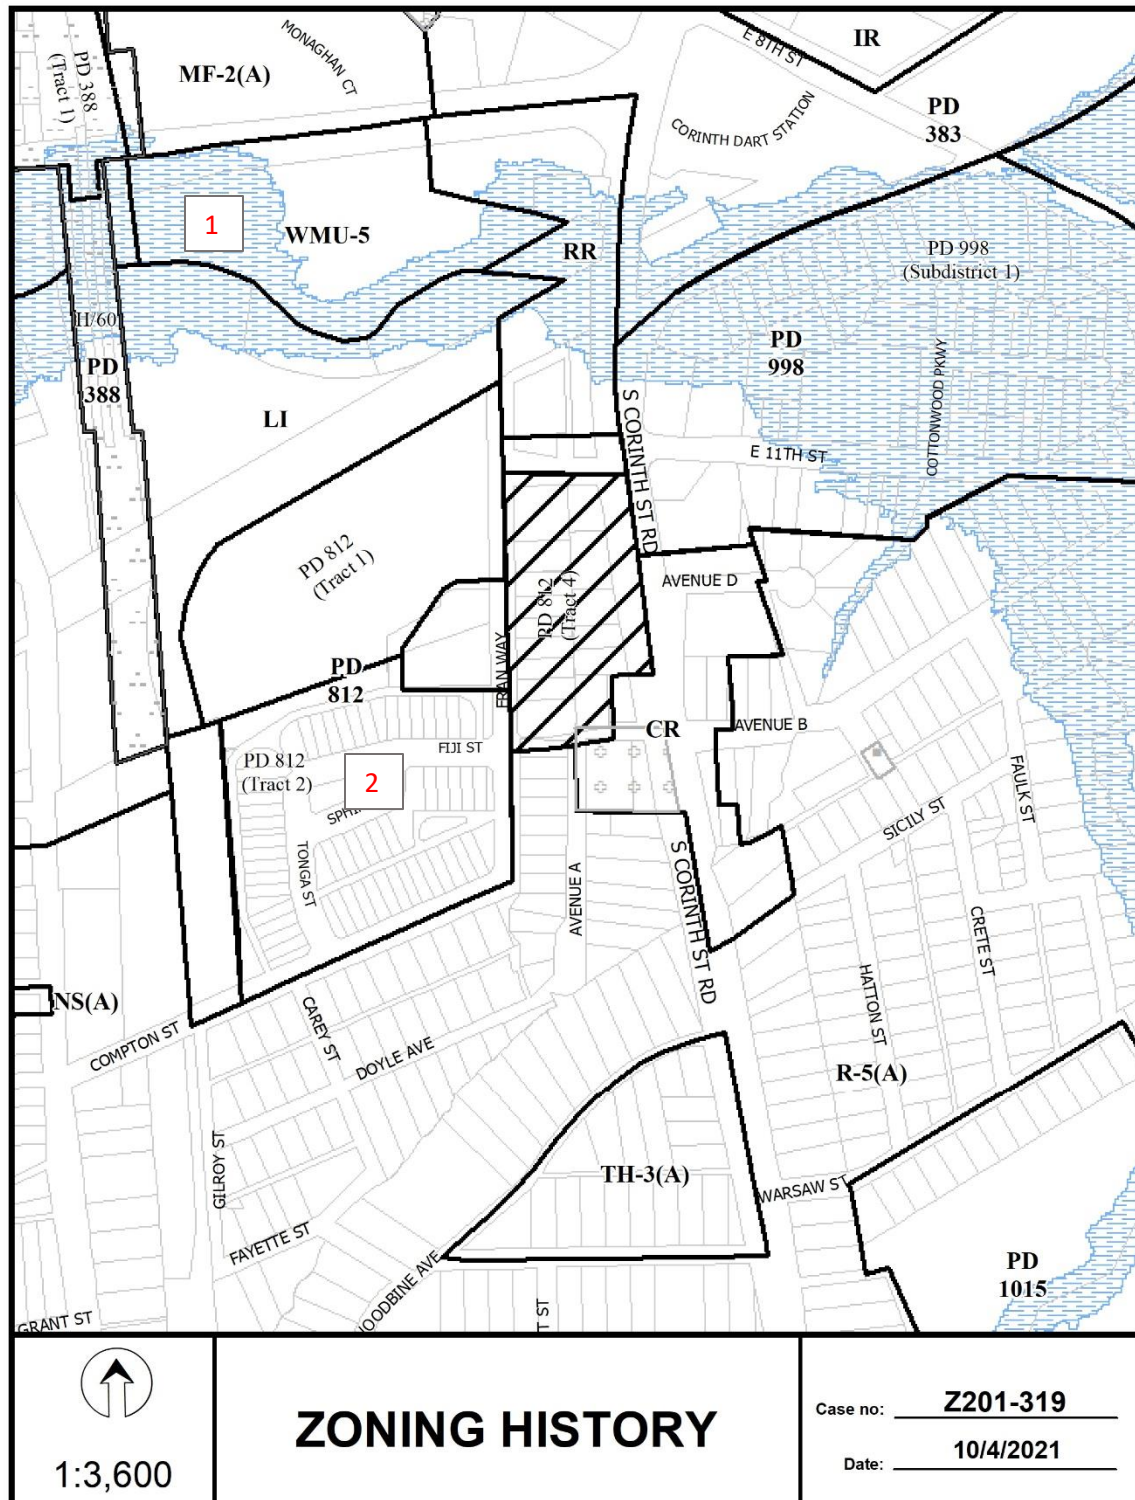 IR
MONAGHAN CT
E 8TH ST
PD 388
(Tract 1)
MF-2(A)
PD
383
CORINTH DART STATION
1
WMU-5
RR
PD 998
(Subdistrict 1)
H/60
PD
388
PD
998
COTTONWOOD PKWY
LI
S CORINTH ST RD
E 11TH ST
PD 812
(Tract 1)
PD 812
(Tract 4)
AVENUE D
FRAN WAY
PD
812
CR
AVENUE B
FIJI ST
PD 812
(Tract 2)
2
FAULK ST
SICILY ST
TONGA ST
AVENUE A
S CORINTH ST RD
CRETE ST
HATTON ST
NS(A)
CAREY ST
COMPTON ST
DOYLE AVE
R-5(A)
GILROY ST
TH-3(A)
WARSAW ST
FAYETTE ST
OODBINE AVE
PD
1015
GRANT ST
T ST
1:3,600
ZONING HISTORY
Case no: Z201-319
Date: 10/4/2021